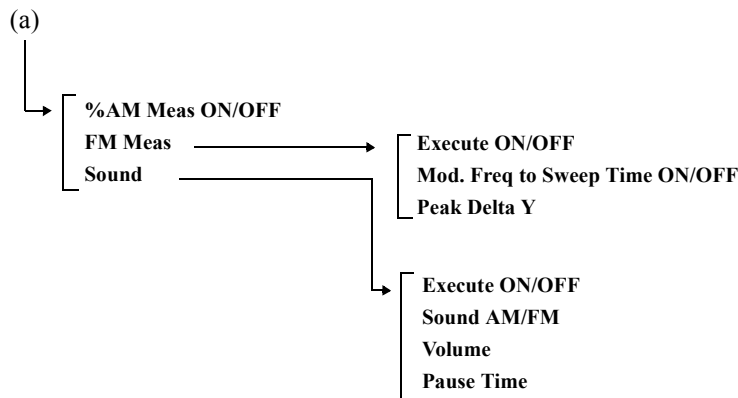 (a)
%AM Meas ON/OFF
FM Meas
Sound
Execute ON/OFF
Mod. Freq to Sweep Time ON/OFF
Peak Delta Y
Execute ON/OFF
Sound AM/FM
Volume
Pause Time